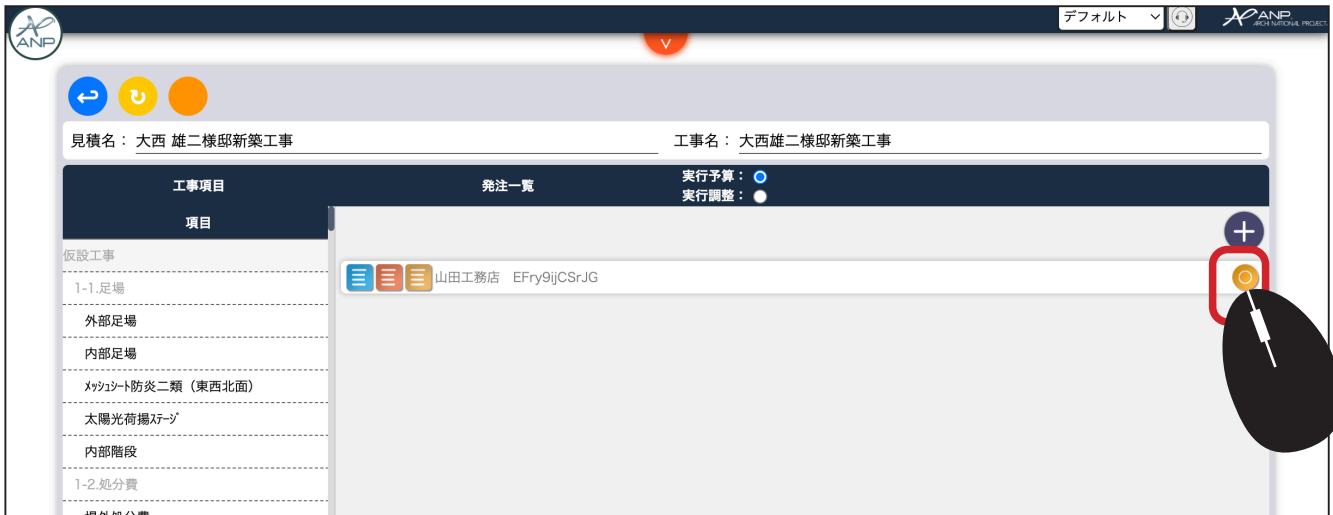 デフォルト
ANP
ARCHI NATIONAL PROJECT.
ANP
V
見積名： 大西 雄二様邸新築工事
工事名： 大西雄二様邸新築工事
工事項目
発注一覧
実行予算：
実行調整：
項目
仮設工事
山田工務店 EFry9ijCSrJG
1-1.足場
外部足場
内部足場
ﾒｯｼｭｼｰﾄ防炎二類（東西北面）
太陽光荷揚ｽﾃｰｼﾞ
内部階段
1-2.処分費
場外処分費